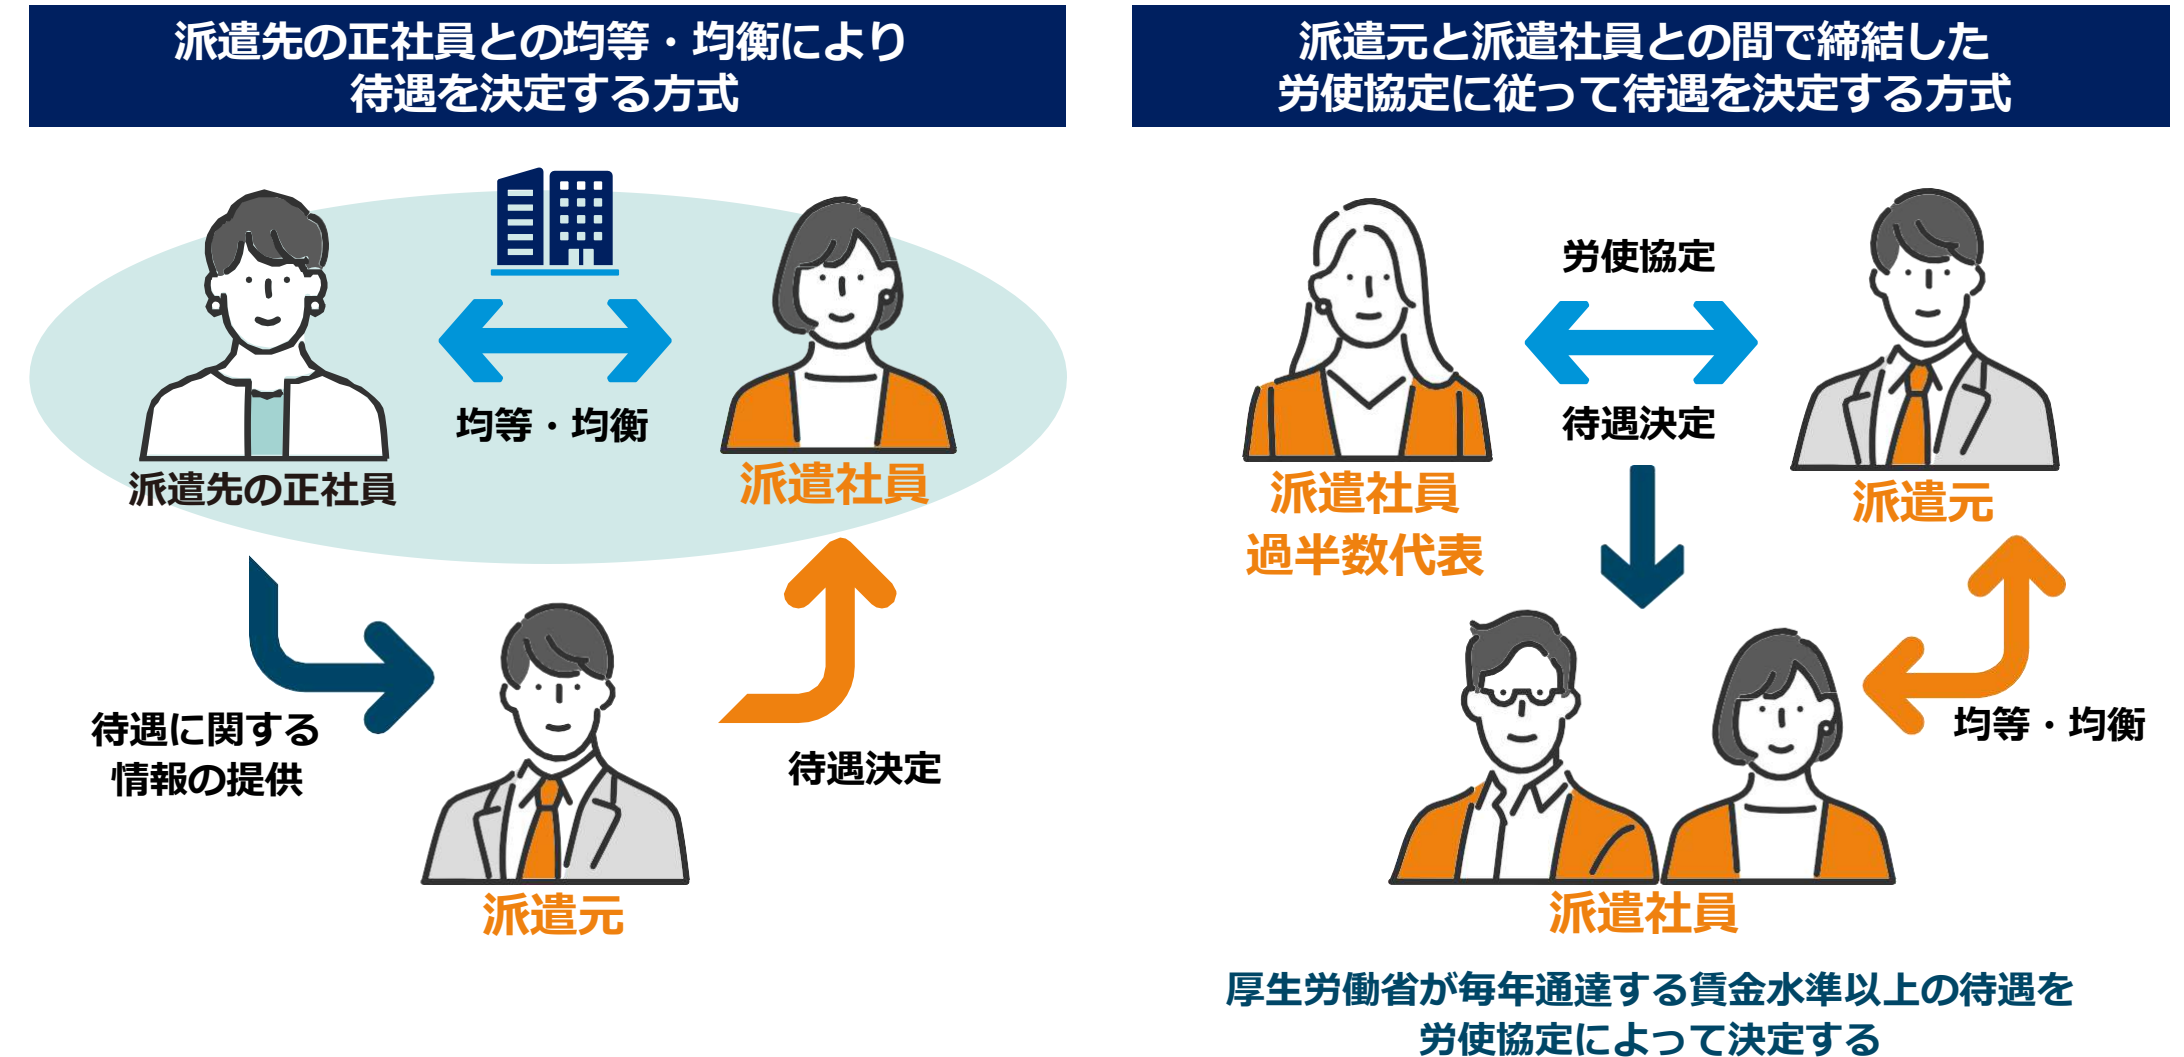 派遣先の正社員との均等・均衡により
待遇を決定する方式
均等・均衡
派遣先の正社員
派遣社員
待遇に関する
情報の提供
待遇決定
派遣元
派遣元と派遣社員との間で締結した
労使協定に従って待遇を決定する方式
労使協定
待遇決定
派遣社員
過半数代表
派遣元
均等・均衡
派遣社員
厚生労働省が毎年通達する賃金水準以上の待遇を
労使協定によって決定する